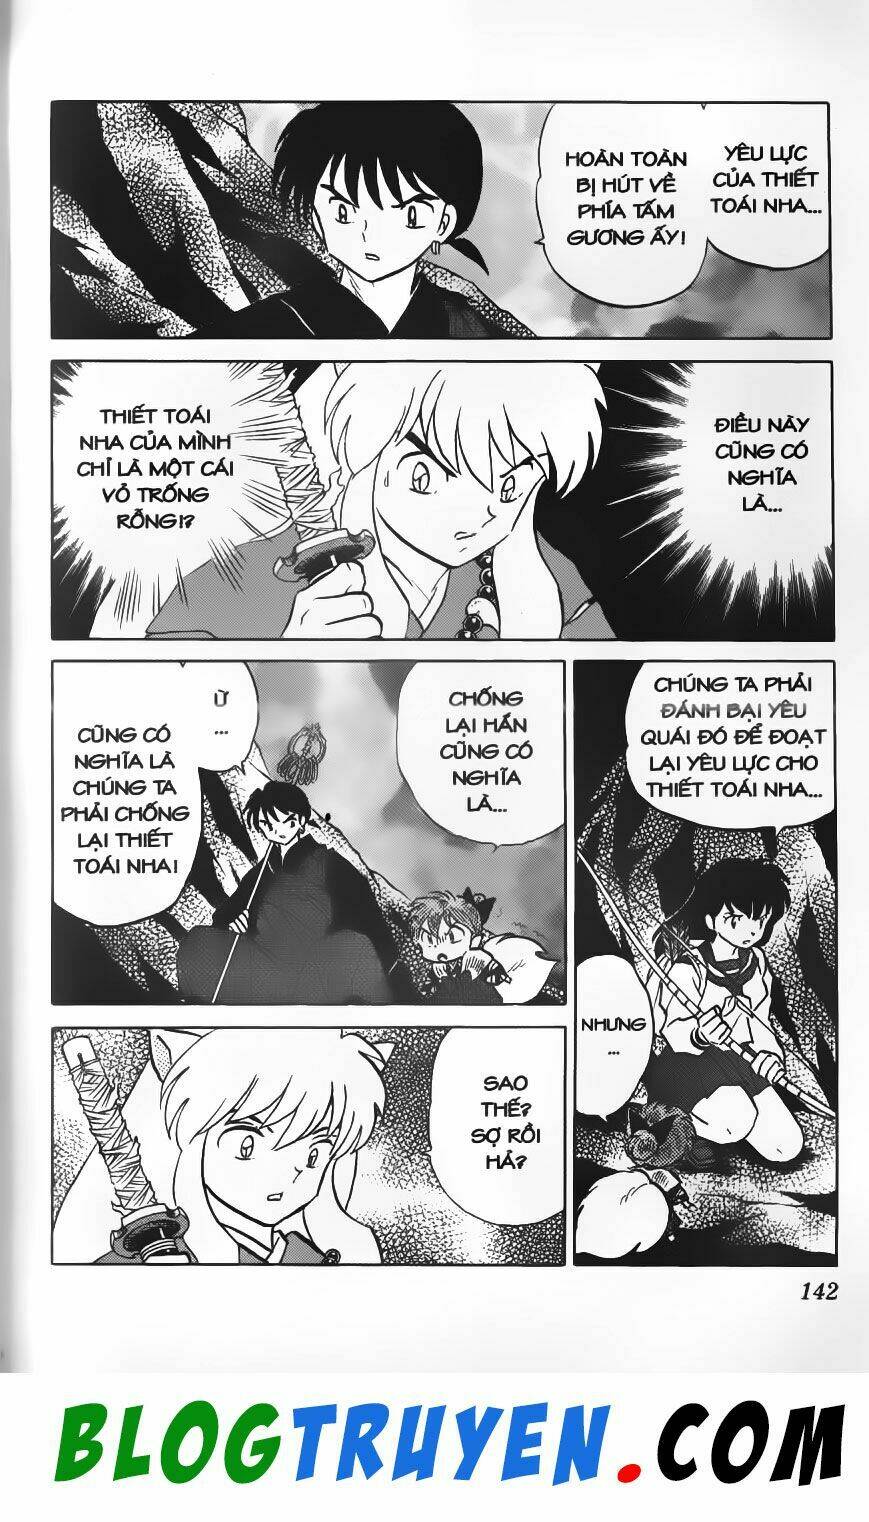 YÊU LỰC
CỦA THIẾT
TOÁI NHA...
HOÀN TOÀN
BỊ HÚT VỀ
PHÍA TẤM
GƯƠNG ẤY!
ĐIỀU NÀY
CŨNG CÓ
NGHĨA
LÀ...
THIẾT TOÁI
NHA CỦA MÌNH
CHỈ LÀ MỘT CÁI
VỎ TRỐNG
RỖNG!?
CHÚNG TA PHẢI
ĐÁNH BẠI YÊU
QUÁI ĐÓ ĐỂ ĐOẠT
LẠI YÊU LỰC CHO
THIẾT TOÁI NHA...
NHƯNG
...
CHỐNG
LẠI HẮN
CŨNG CÓ
NGHĨA
LÀ...
Ừ
...
CŨNG CÓ
NGHĨA LÀ
CHÚNG TA
PHẢI CHỐNG
LẠI THIẾT
TOÁI NHA!
SAO
THẾ?
SỢ RỒI
HẢ?
142
BLOGTRUYEN.COM